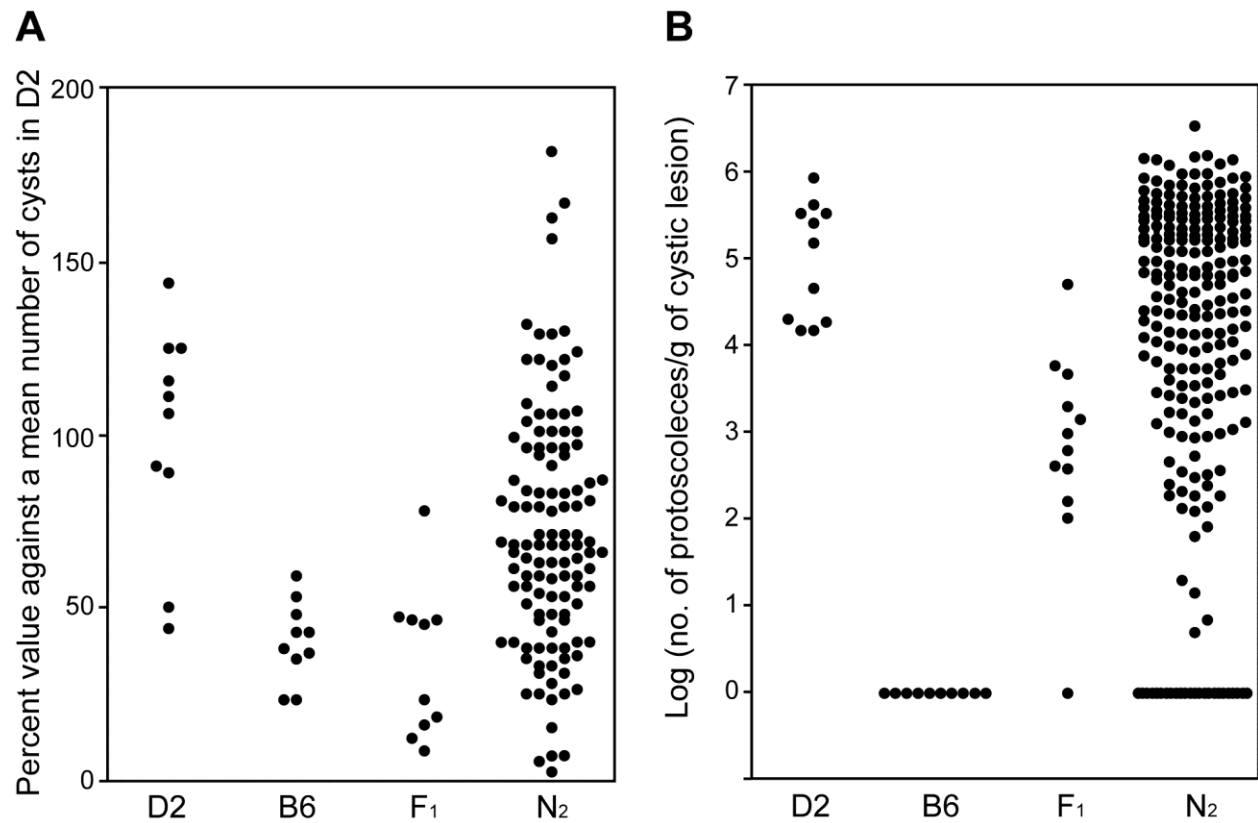 A
Percent value against a mean number of cysts in D2
200
150
100
50
0
D2 B6 F1 N2
B
Log (no. of protoscoleces/g of cystic lesion)
7
6
5
4
3
2
1
0
D2 B6 F1 N2